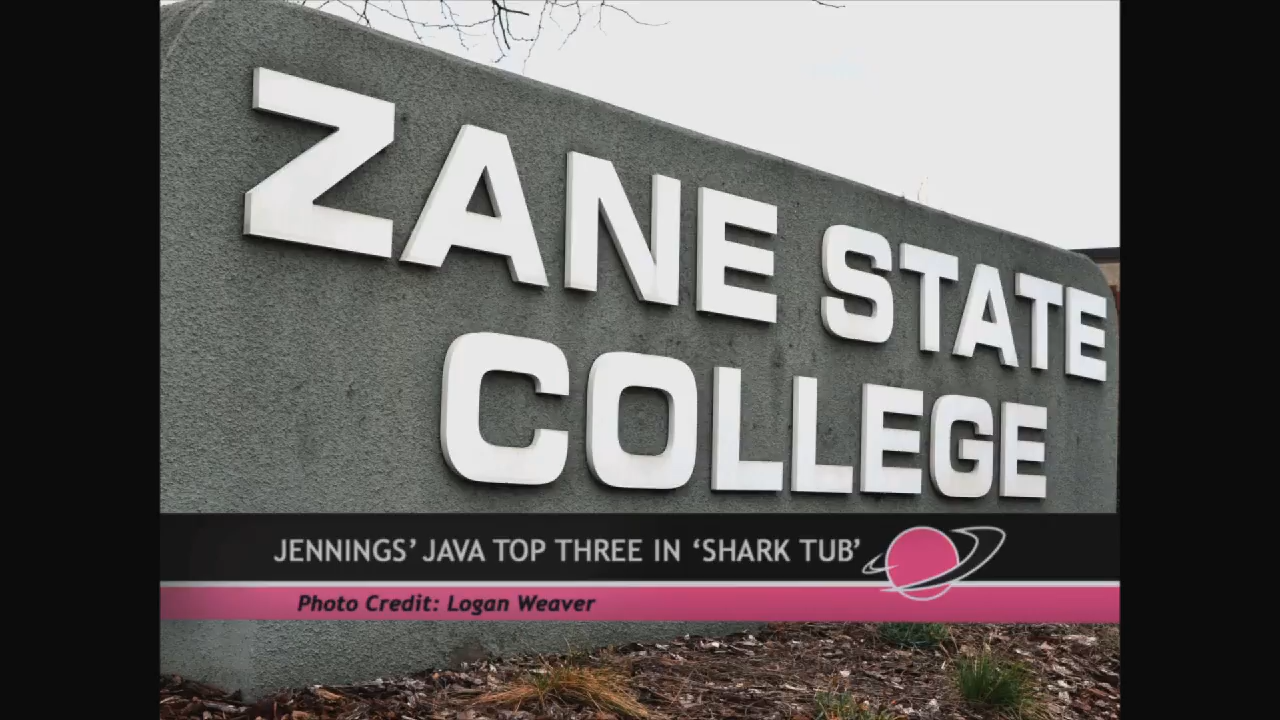 ZANE STATE
COLLEGE
JENNINGS’ JAVA TOP THREE IN ‘SHARK TUB’
Photo Credit: Logan Weaver